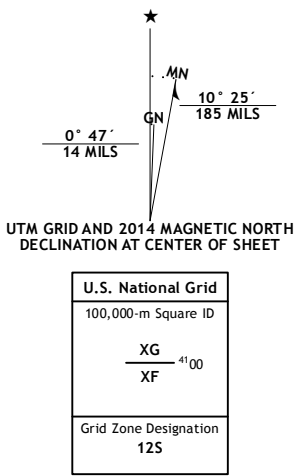 ★
MN
GN
10° 25´
185 MILS
0° 47´
14 MILS
UTM GRID AND 2014 MAGNETIC NORTH
DECLINATION AT CENTER OF SHEET
U.S. National Grid
100,000-m Square ID
XG
4100
XF
Grid Zone Designation
12S